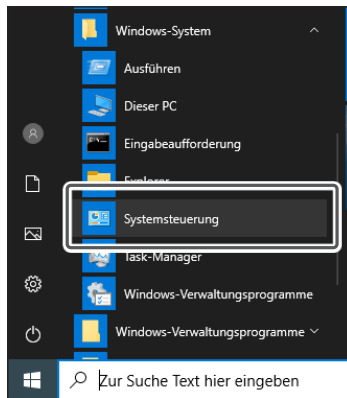 Windows-System
Ausführen
Dieser PC
Eingabeaufforderung
Explorer
Systemsteuerung
Task-Manager
Windows-Verwaltungsprogramme
Windows-Verwaltungsprogramme
Zur Suche Text hier eingeben